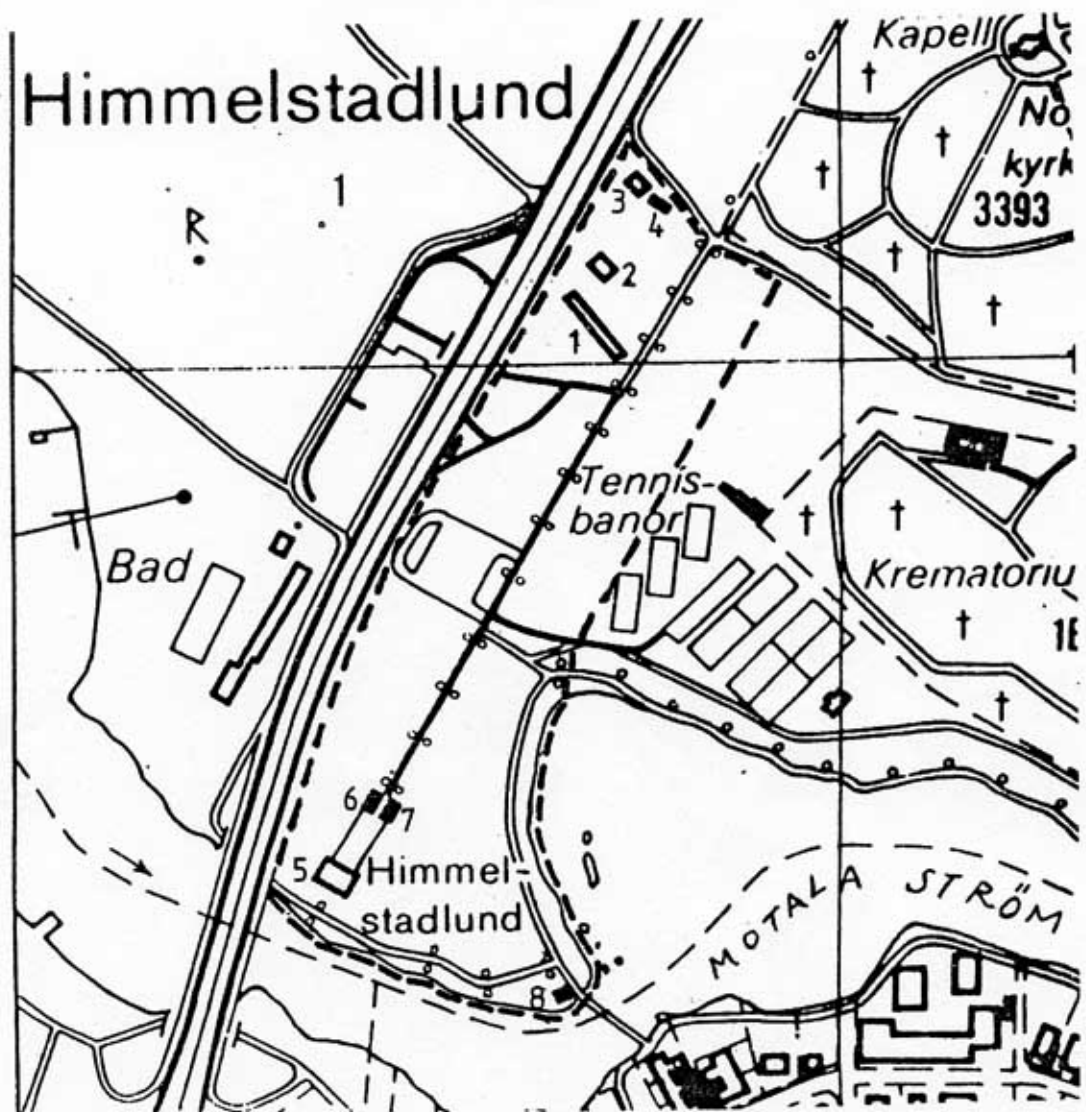 Kapell
Himmelstadlund
kyrk
3393
1
R
3
4
2
1
Tennis-
banor
Bad
Krematoriu
6
7
5
Himmel-
stadlund
MOTALA STRÖM
8